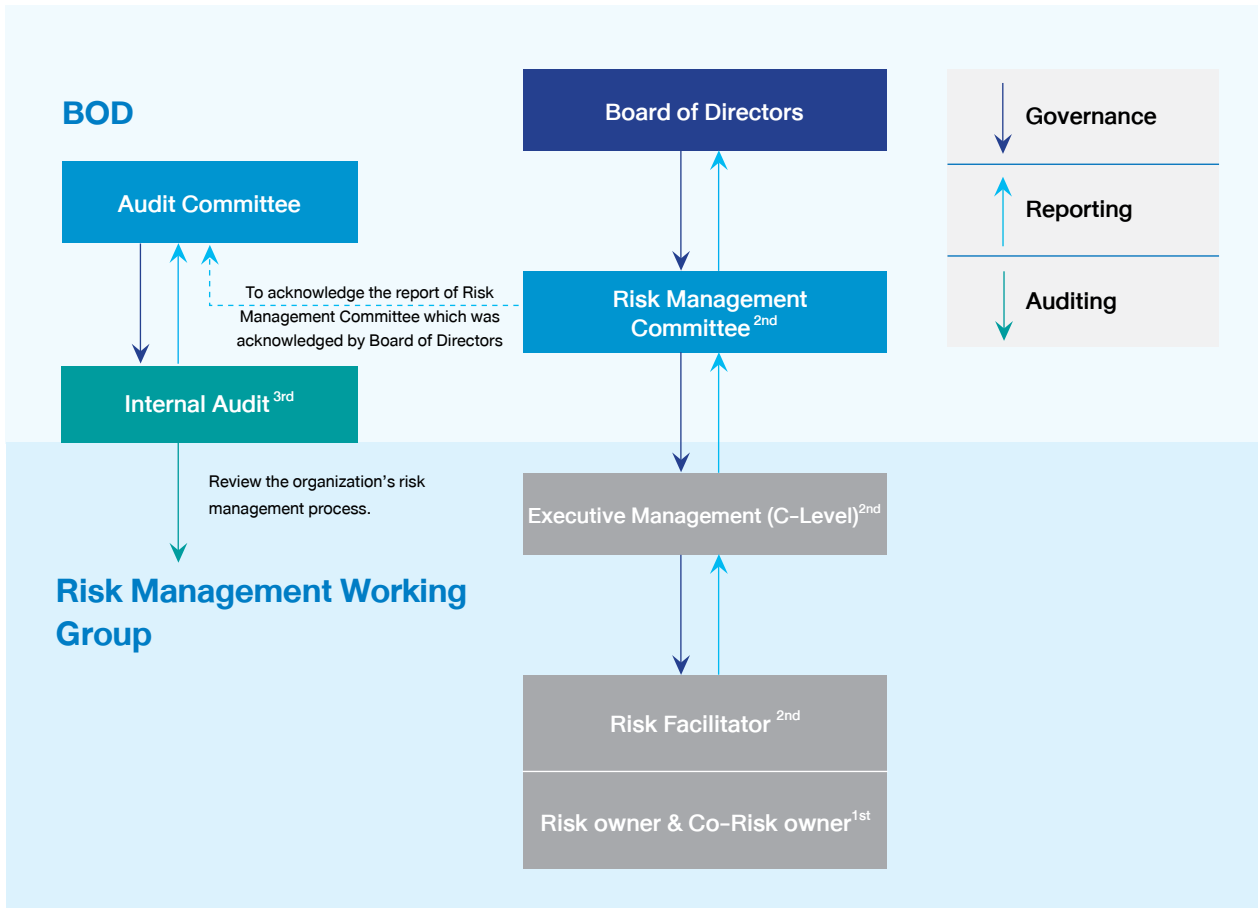 BOD
Board of Directors
Governance
Audit Committee
Reporting
To acknowledge the report of Risk
Management Committee which was
acknowledged by Board of Directors
Risk Management
Committee 2nd
Auditing
Internal Audit 3rd
Review the organization's risk
management process.
Executive Management (C-Level) 2nd
Risk Management Working
Group
Risk Facilitator 2nd
Risk owner & Co-Risk owner 1st